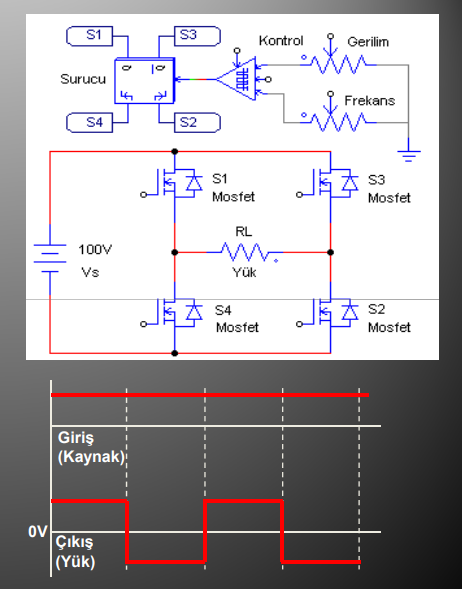 S1
S3
Kontrol
Gerilim
Surucu
Frekans
S4
S2
S1
Mosfet
S3
Mosfet
RL
100V
Vs
Yük
S4
Mosfet
S2
Mosfet
Giriş
(Kaynak)
0V
Çıkış
(Yük)